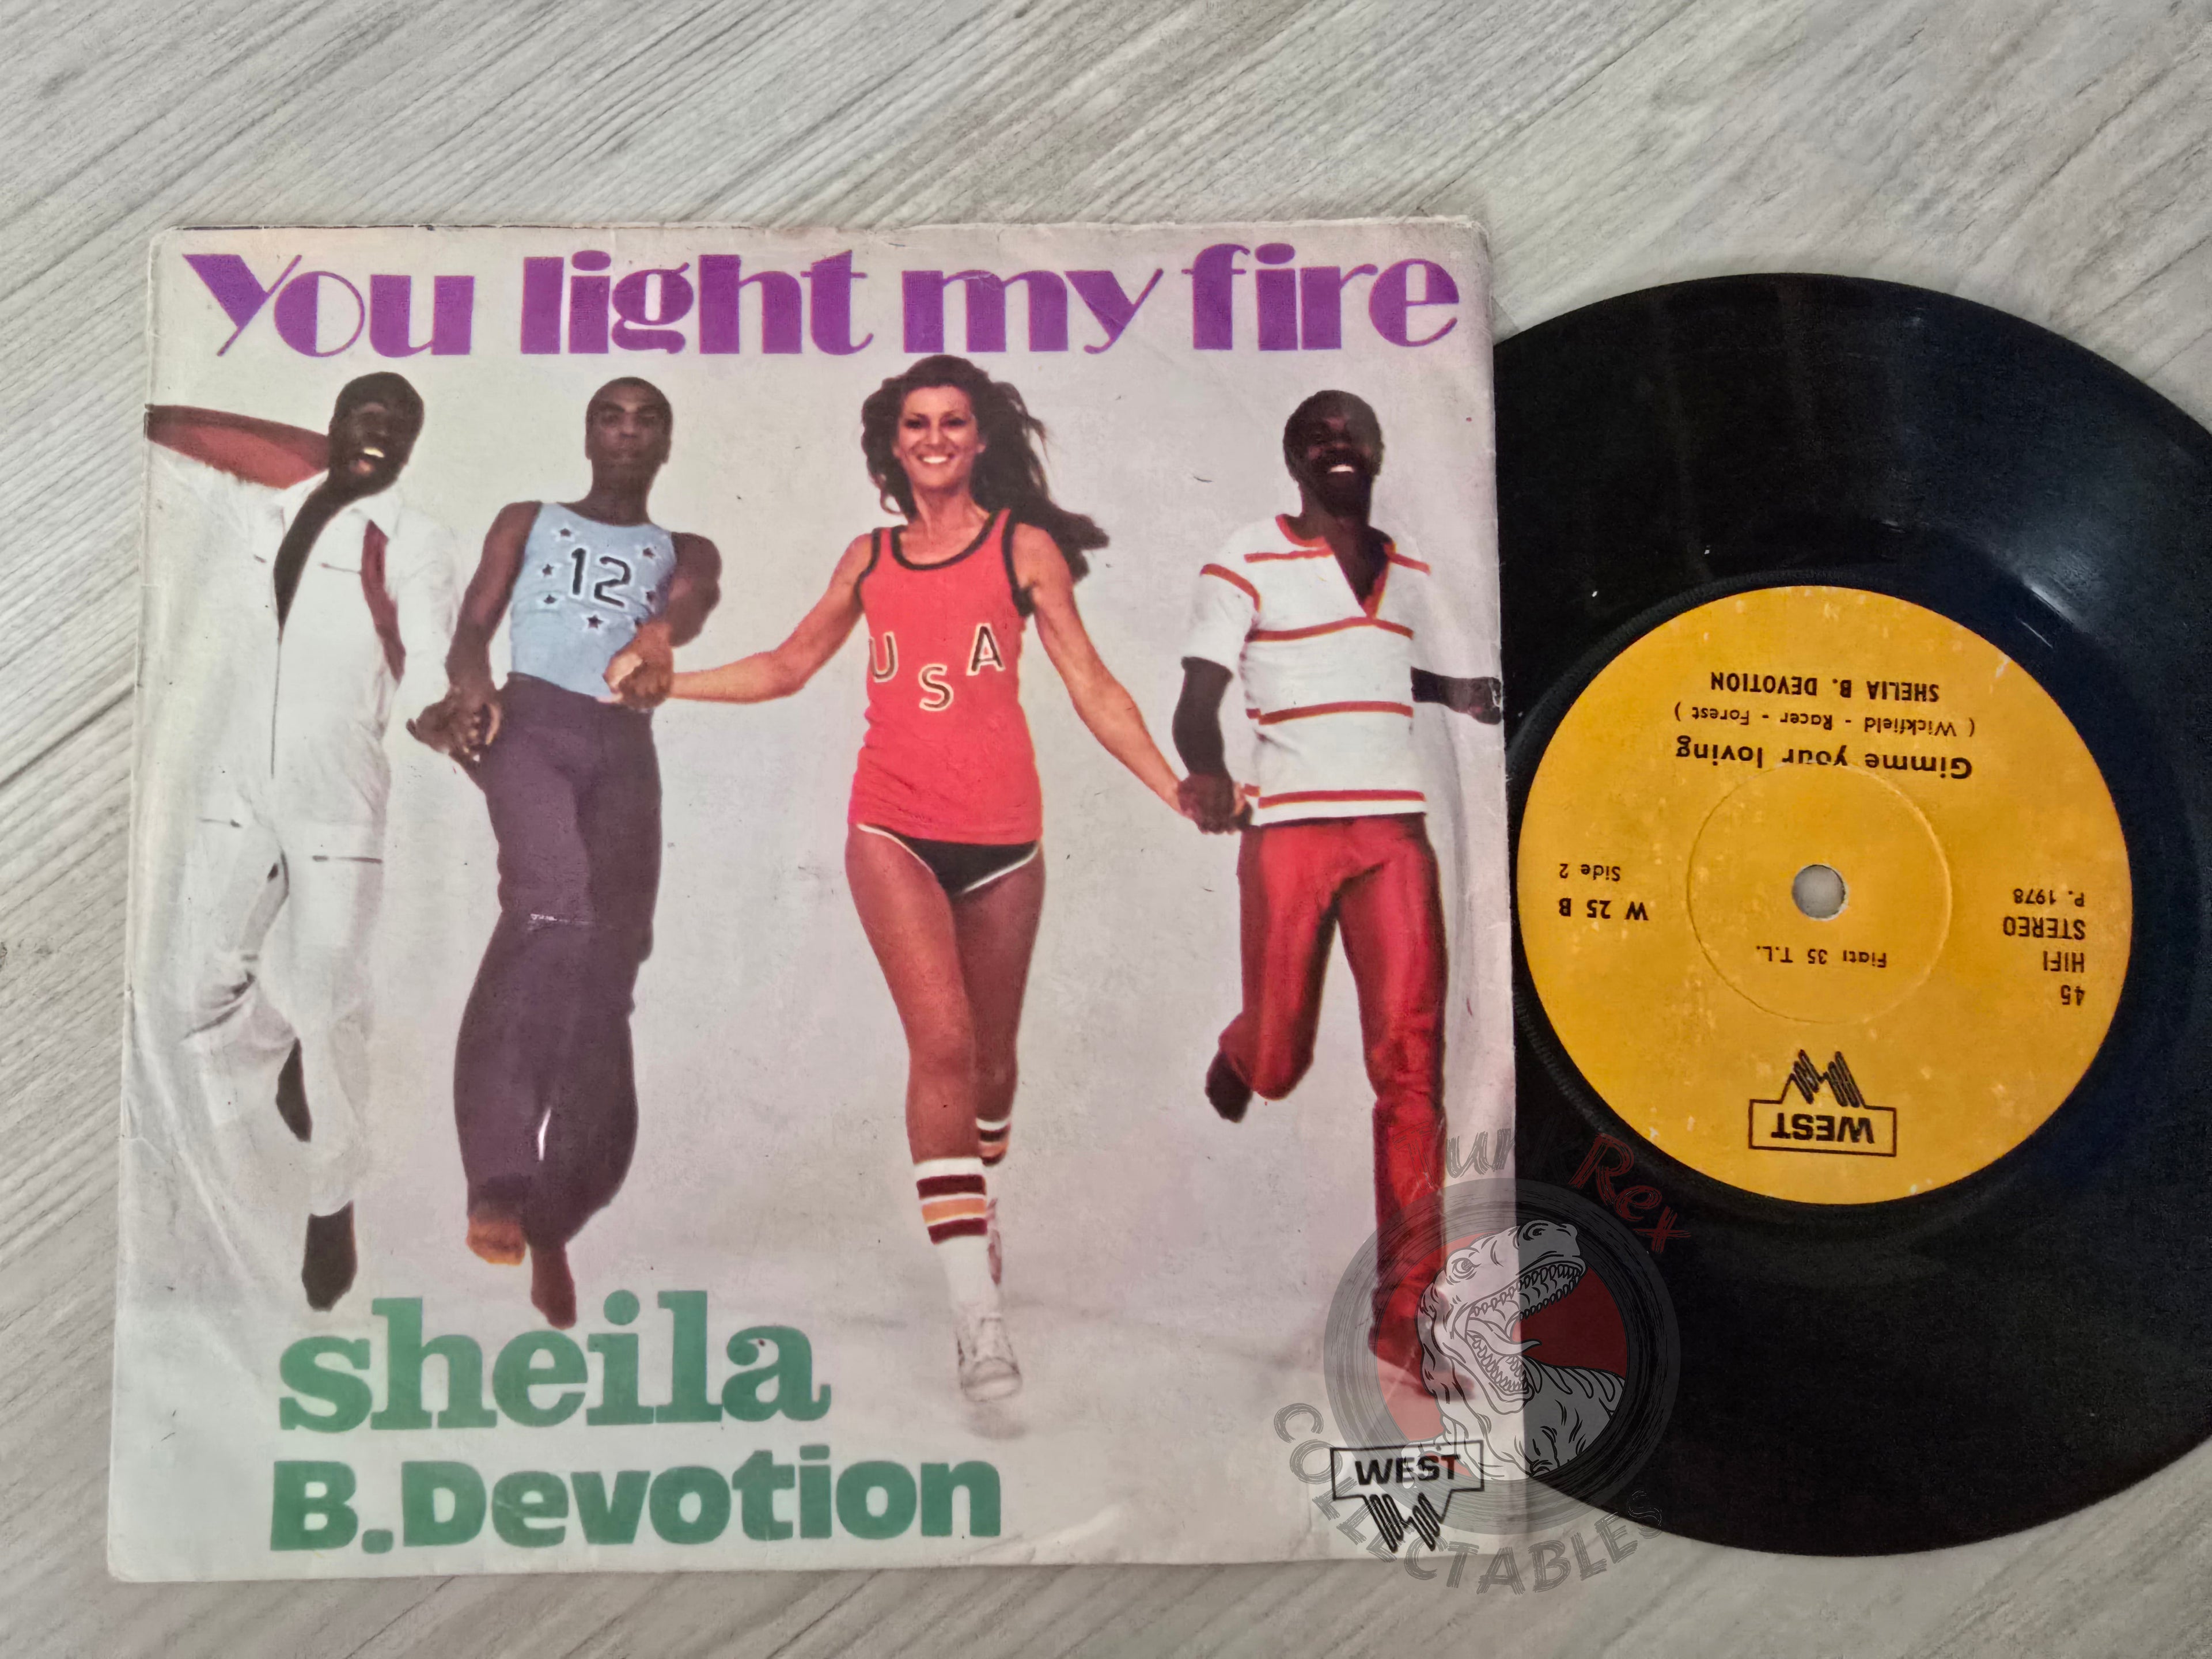 You light my fire
12
U S A
sheila
B.Devotion
WEST
WEST
45
HIFI
STEREO
P. 1978
Fiatı 35 T.L.
W 25 B
Side 2
Gimme your loving
( Wickfield - Racer - Forest )
SHELIA B. DEVOTION
Junk Rex
COLLECTABLES